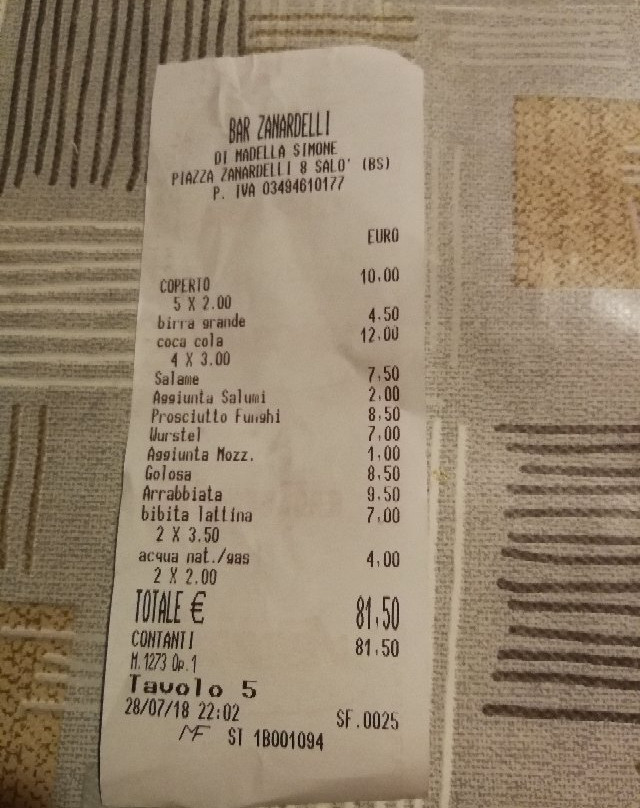 BAR ZANARDELLI
DI MADELLA SIMONE
PIAZZA ZANARDELLI 8 SALO' (BS)
P. IVA 03494610177
EURO
COPERTO 10,00
5 X 2.00
birra grande 4,50
coca cola 12,00
4 X 3.00
Salame 7,50
Aggiunta Salumi 2,00
Prosciutto Funghi 8,50
Wurstel 7,00
Aggiunta Mozz. 1,00
Golosa 8,50
Arrabbiata 9,50
bibita lattina 7,00
2 X 3.50
acqua nat./gas 4,00
2 X 2.00
TOTALE € 81,50
CONTANTI 81,50
M.1273 Op.1
Tavolo 5
28/07/18 22:02 SF.0025
MF ST 1B001094